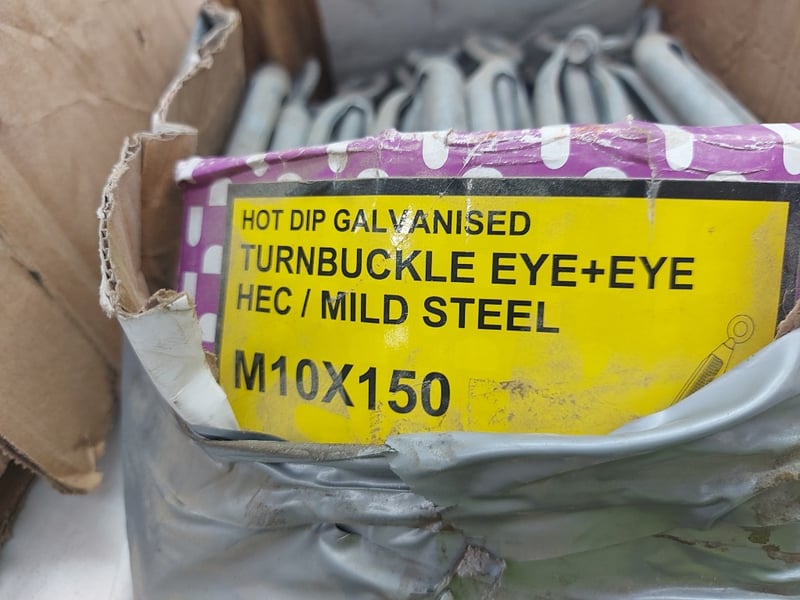 HOT DIP GALVANISED
TURNBUCKLE EYE+EYE
HEC / MILD STEEL
M10X150